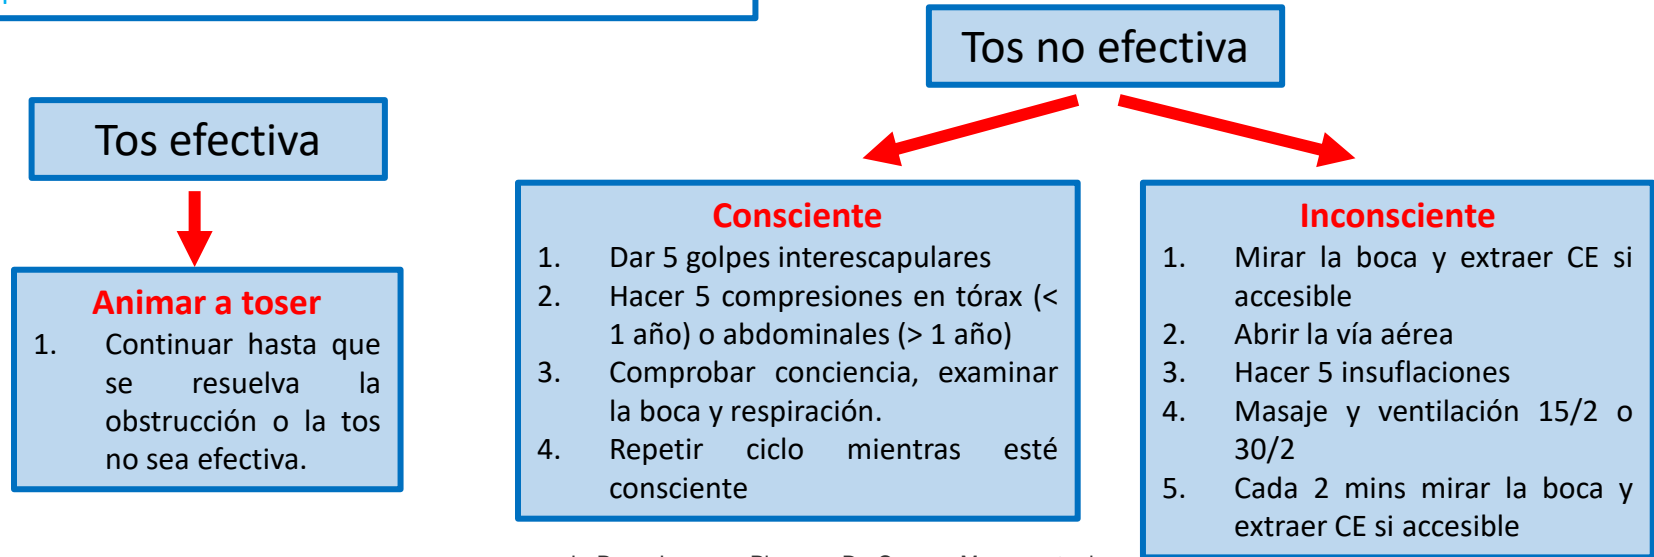 Tos no efectiva
Tos efectiva
Animar a toser
1. Continuar hasta que
se resuelva la
obstrucción o la tos
no sea efectiva.
Consciente
1. Dar 5 golpes interescapulares
2. Hacer 5 compresiones en tórax (<
1 año) o abdominales (> 1 año)
3. Comprobar conciencia, examinar
la boca y respiración.
4. Repetir ciclo mientras esté
consciente
Inconsciente
1. Mirar la boca y extraer CE si
accesible
2. Abrir la vía aérea
3. Hacer 5 insuflaciones
4. Masaje y ventilación 15/2 o
30/2
5. Cada 2 mins mirar la boca y
extraer CE si accesible